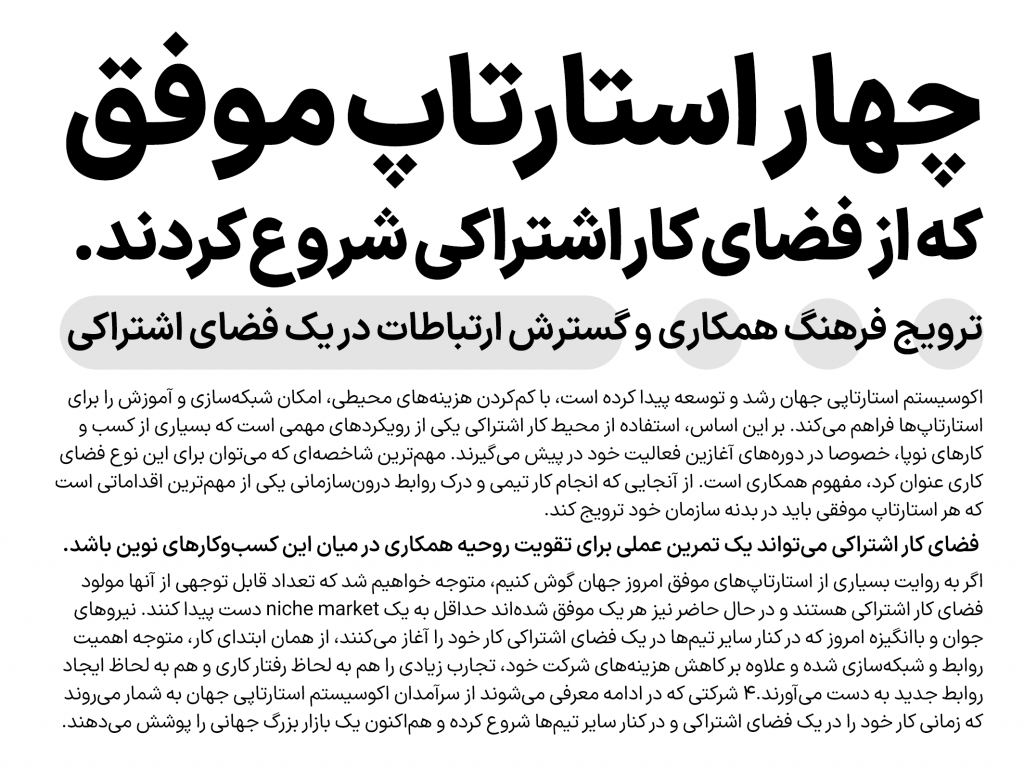 چهار استارتاپ موفق
که از فضای کار اشتراکی شروع کردند.
ترویج فرهنگ همکاری و گسترش ارتباطات در یک فضای اشتراکی
اکوسیستم استارتاپی جهان رشد و توسعه پیدا کرده است، با کم‌کردن هزینه‌های محیطی، امکان شبکه‌سازی و آموزش را برای
استارتاپ‌ها فراهم می‌کند. بر این اساس، استفاده از محیط کار اشتراکی یکی از رویکردهای مهمی است که بسیاری از کسب و
کارهای نوپا، خصوصا در دوره‌های آغازین فعالیت خود در پیش می‌گیرند. مهم‌ترین شاخصه‌ای که می‌توان برای این نوع فضای
کاری عنوان کرد، مفهوم همکاری است. از آنجایی که انجام کار تیمی و درک روابط درون‌سازمانی یکی از مهم‌ترین اقداماتی است
که هر استارتاپ موفقی باید در بدنه سازمان خود ترویج کند.
فضای کار اشتراکی می‌تواند یک تمرین عملی برای تقویت روحیه همکاری در میان این کسب‌وکارهای نوین باشد.
اگر به روایت بسیاری از استارتاپ‌های موفق امروز جهان گوش کنیم، متوجه خواهیم شد که تعداد قابل توجهی از آنها مولود
فضای کار اشتراکی هستند و در حال حاضر نیز هر یک موفق شده‌اند حداقل به یک niche market دست پیدا کنند. نیروهای
جوان و باانگیزه امروز که در کنار سایر تیم‌ها در یک فضای اشتراکی کار خود را آغاز می‌کنند، از همان ابتدای کار، متوجه اهمیت
روابط و شبکه‌سازی شده و علاوه بر کاهش هزینه‌های شرکت خود، تجارب زیادی را هم به لحاظ رفتار کاری و هم به لحاظ ایجاد
روابط جدید به دست می‌آورند.۴ شرکتی که در ادامه معرفی می‌شوند از سرآمدان اکوسیستم استارتاپی جهان به شمار می‌روند
که زمانی کار خود را در یک فضای اشتراکی و در کنار سایر تیم‌ها شروع کرده و هم‌اکنون یک بازار بزرگ جهانی را پوشش می‌دهند.